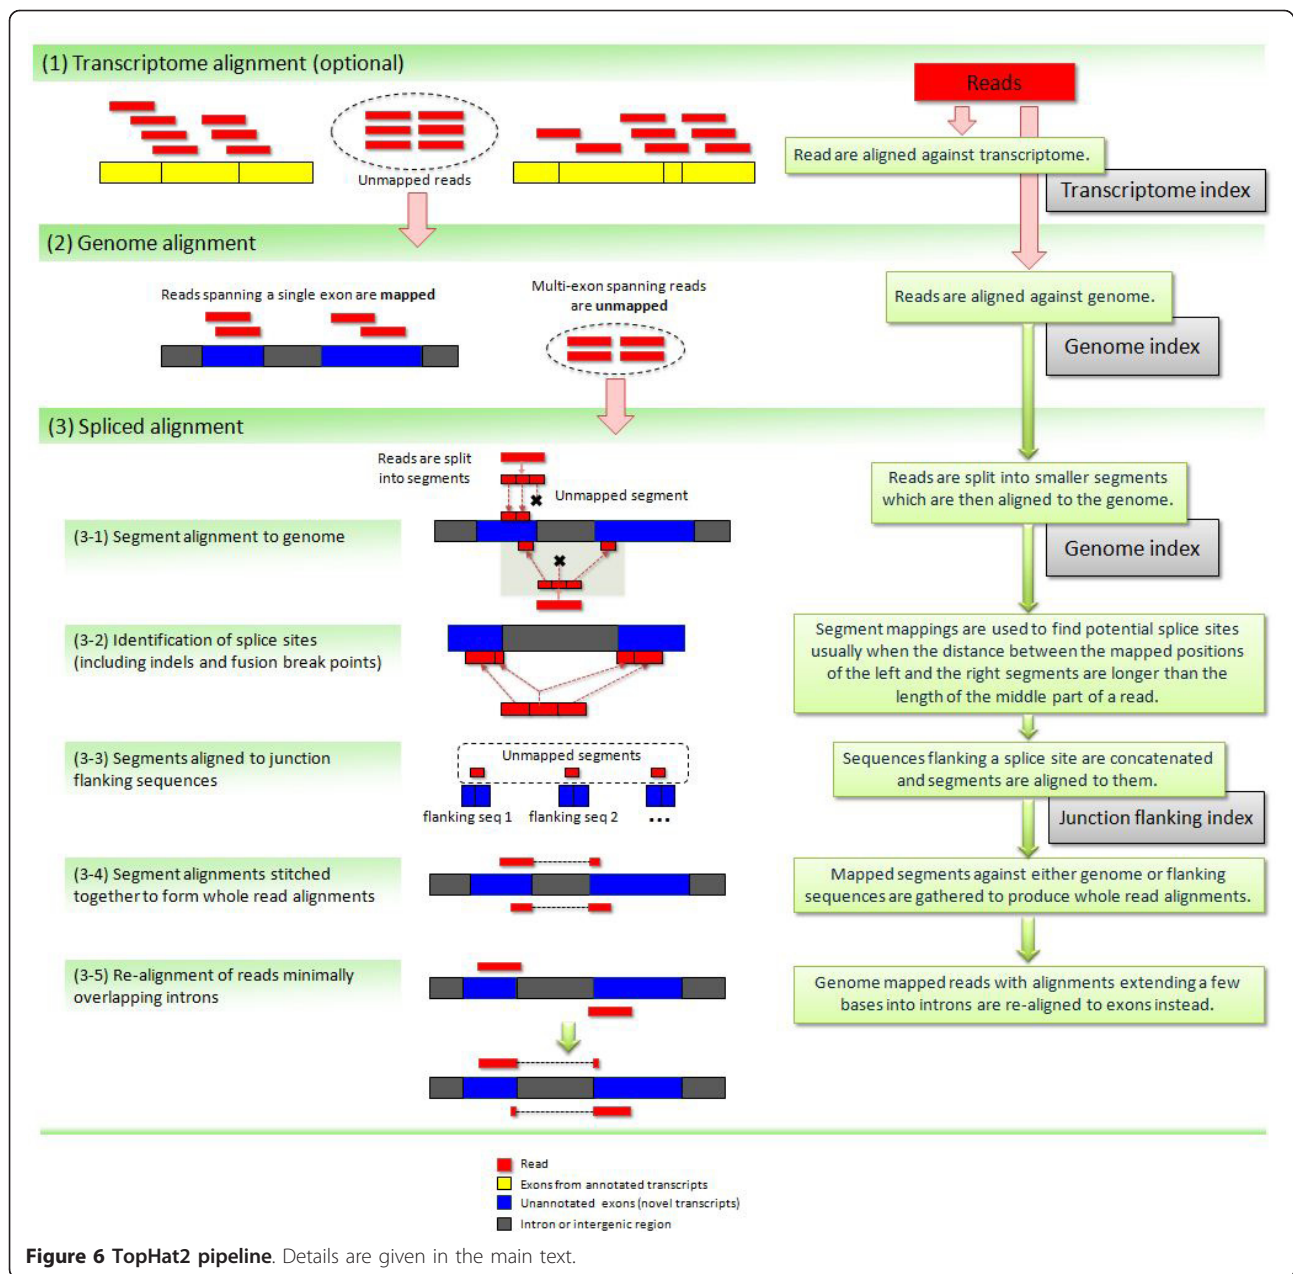 (1) Transcriptome alignment (optional)
Reads
Unmapped reads
Read are aligned against transcriptome.
Transcriptome index
(2) Genome alignment
Reads spanning a single exon are mapped
Multi-exon spanning reads
are unmapped
Reads are aligned against genome.
Genome index
(3) Spliced alignment
Reads are split
into segments
Unmapped segment
(3-1) Segment alignment to genome
Reads are split into smaller segments
which are then aligned to the genome.
Genome index
(3-2) Identification of splice sites
(including indels and fusion break points)
Segment mappings are used to find potential splice sites
usually when the distance between the mapped positions
of the left and the right segments are longer than the
length of the middle part of a read.
(3-3) Segments aligned to junction
flanking sequences
Unmapped segments
flanking seq 1
flanking seq 2
...
Sequences flanking a splice site are concatenated
and segments are aligned to them.
Junction flanking index
(3-4) Segment alignments stitched
together to form whole read alignments
Mapped segments against either genome or flanking
sequences are gathered to produce whole read alignments.
(3-5) Re-alignment of reads minimally
overlapping introns
Genome mapped reads with alignments extending a few
bases into introns are re-aligned to exons instead.
Read
Exons from annotated transcripts
Unannotated exons (novel transcripts)
Intron or intergenic region
Figure 6 TopHat2 pipeline. Details are given in the main text.